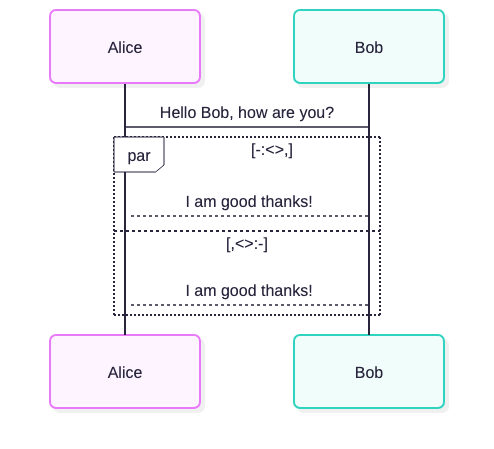 Alice
Bob
Hello Bob, how are you?
par
[-:<>,]
I am good thanks!
[,<>:-]
I am good thanks!
Alice
Bob